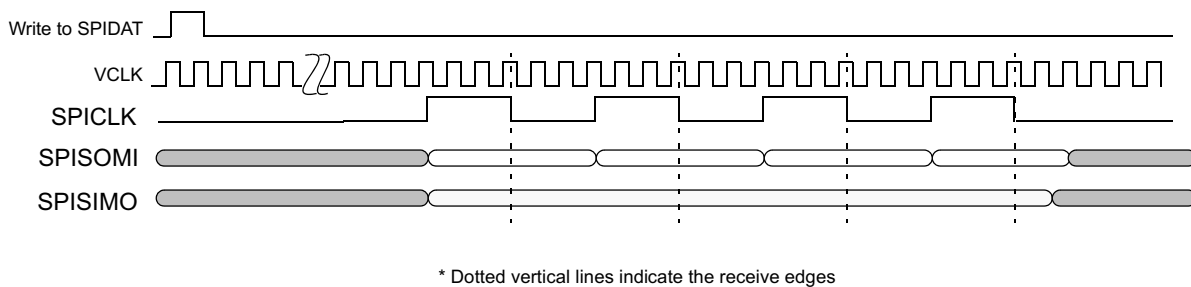 Write to SPIDAT
VCLK
SPICLK
SPISOMI
SPISIMO
* Dotted vertical lines indicate the receive edges